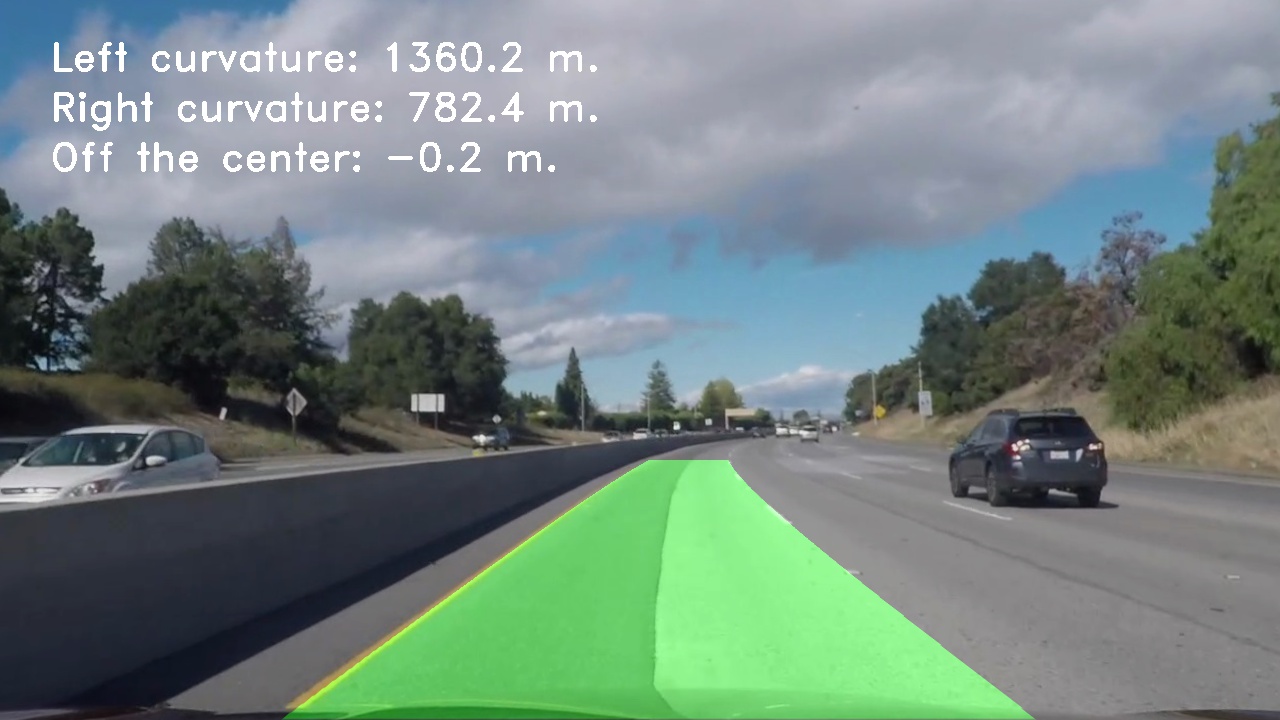 Left curvature: 1360.2 m.
Right curvature: 782.4 m.
Off the center: -0.2 m.